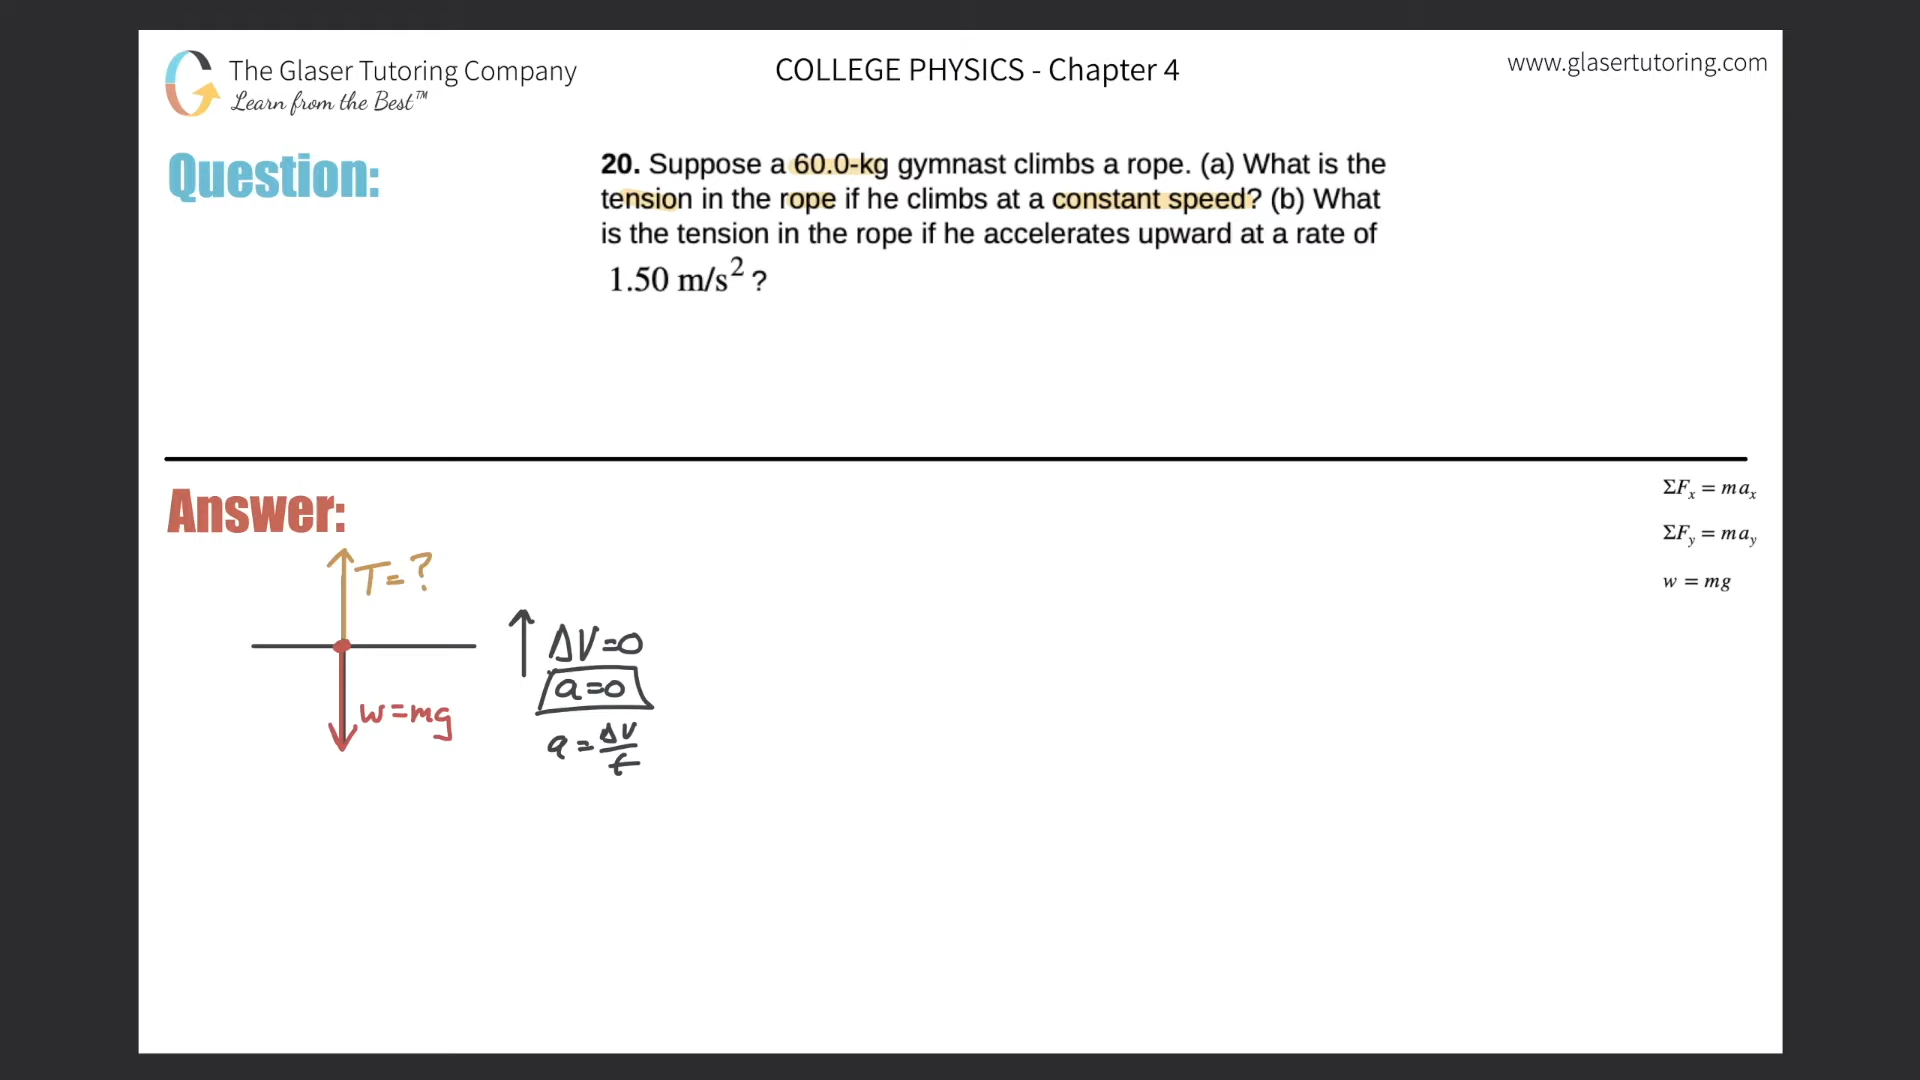 The Glaser Tutoring Company
Learn from the Best™
COLLEGE PHYSICS - Chapter 4
www.glasertutoring.com
Question:
20. Suppose a 60.0-kg gymnast climbs a rope. (a) What is the
tension in the rope if he climbs at a constant speed? (b) What
is the tension in the rope if he accelerates upward at a rate of
1.50 m/s² ?
Answer:
ΣFₓ = maₓ
ΣF_y = ma_y
w = mg
T=?
ΔV=0
a=0
w=mg
a=ΔV/t